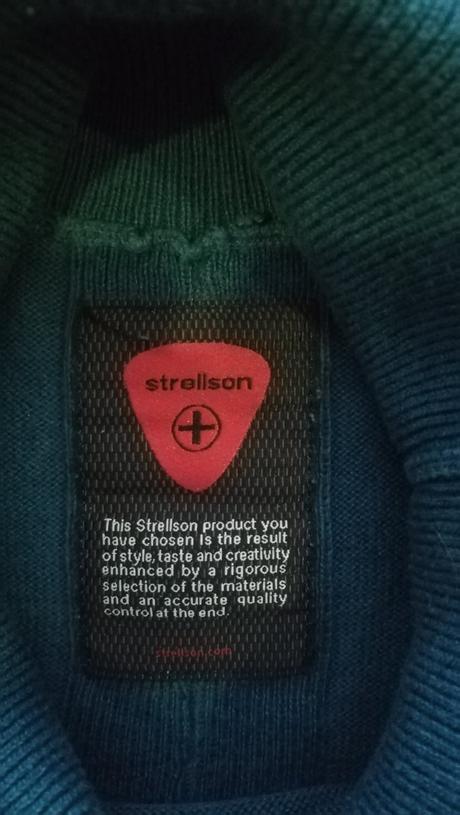 strellson
This Strellson product you
have chosen is the result
of style, taste and creativity
enhanced by a rigorous
selection of the materials
and an accurate quality
control at the end.
strellson.com